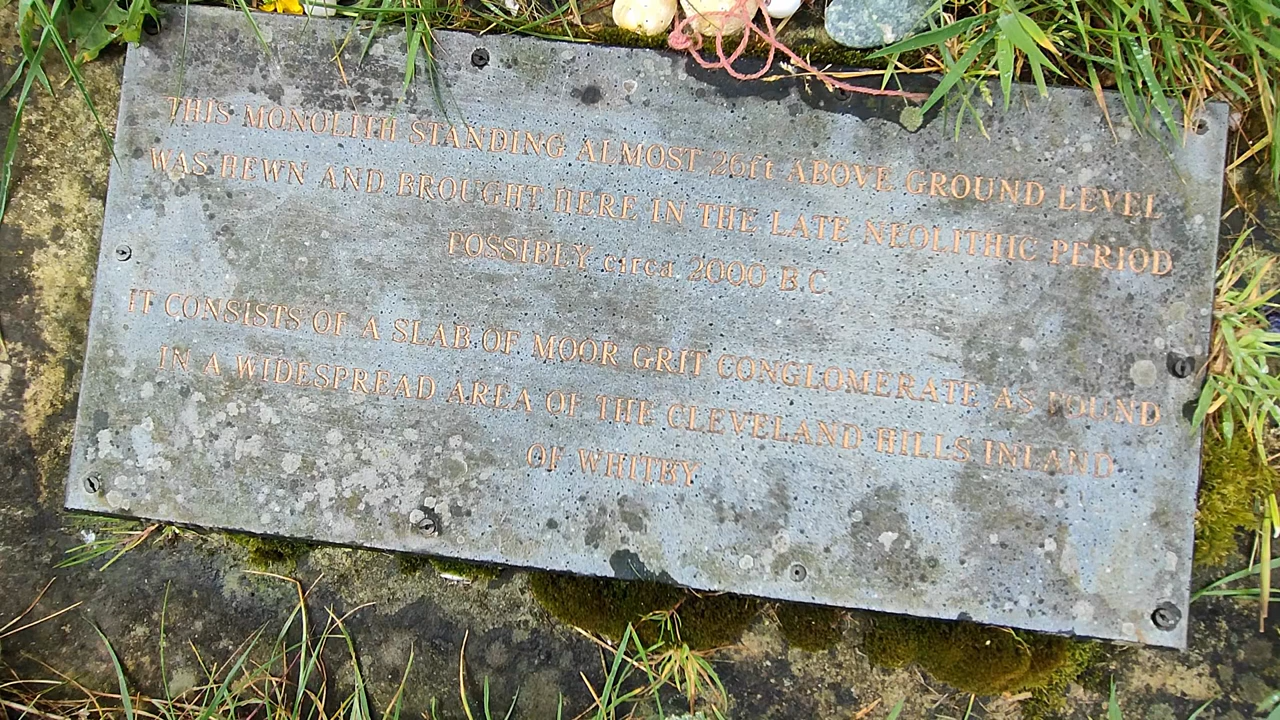 THIS MONOLITH STANDING ALMOST 26ft ABOVE GROUND LEVEL
WAS HEWN AND BROUGHT HERE IN THE LATE NEOLITHIC PERIOD
POSSIBLY circa 2000 B.C.
IT CONSISTS OF A SLAB OF MOOR GRIT CONGLOMERATE AS FOUND
IN A WIDESPREAD AREA OF THE CLEVELAND HILLS INLAND
OF WHITBY